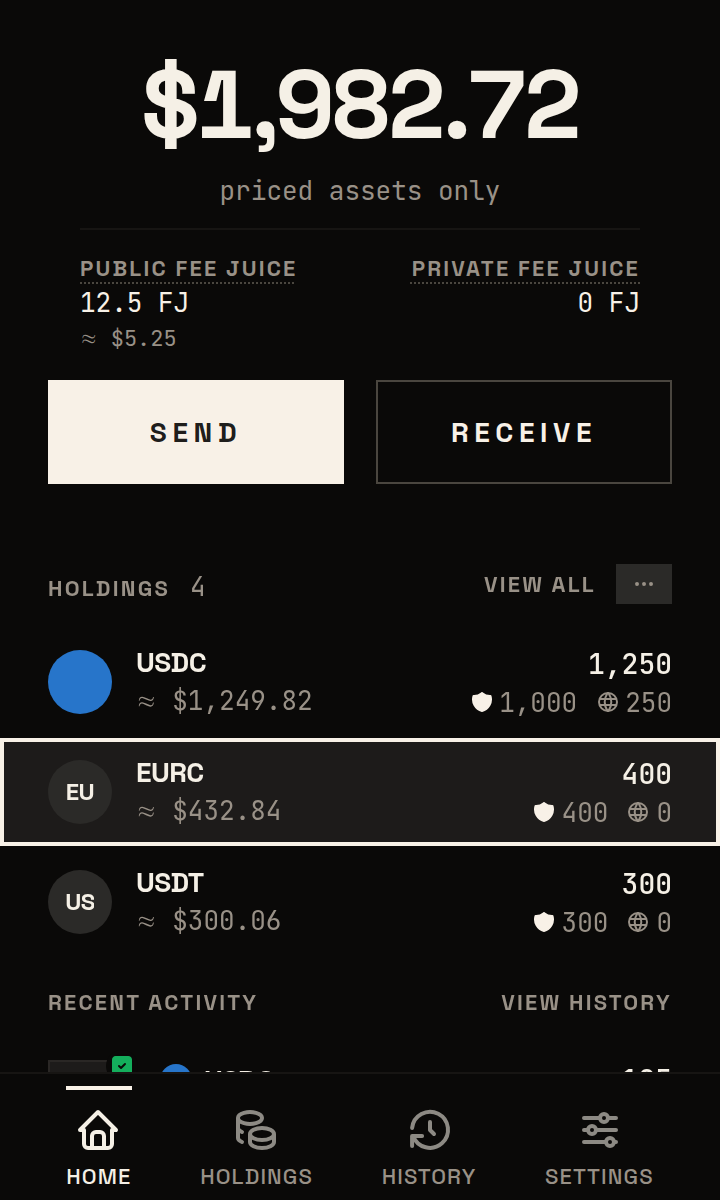 $1,982.72
priced assets only
PUBLIC FEE JUICE PRIVATE FEE JUICE
12.5 FJ 0 FJ
≈ $5.25
SEND RECEIVE
HOLDINGS 4 VIEW ALL ...
USDC 1,250
≈ $1,249.82 1,000 250
EU EURC 400
≈ $432.84 400 0
US USDT 300
≈ $300.06 300 0
RECENT ACTIVITY VIEW HISTORY
HOME HOLDINGS HISTORY SETTINGS